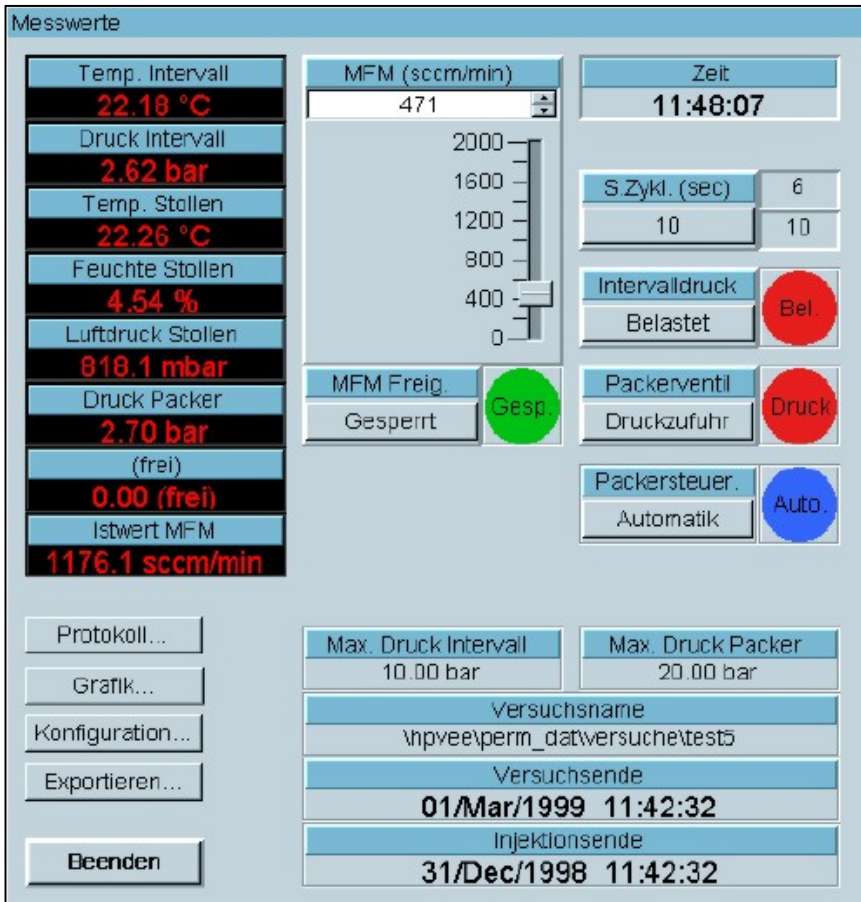 Messwerte
Temp. Intervall
22.18 °C
Druck Intervall
2.62 bar
Temp. Stollen
22.26 °C
Feuchte Stollen
4.54 %
Luftdruck Stollen
818.1 mbar
Druck Packer
2.70 bar
(frei)
0.00 (frei)
Istwert MFM
1176.1 sccm/min
MFM (sccm/min)
471
2000
1600
1200
800
400
0
MFM Freig.
Gesperrt
Gesp.
Zeit
11:48:07
S.Zykl. (sec)
6
10
10
Intervalldruck
Belastet
Bel.
Packerventil
Druckzufuhr
Druck
Packersteuer.
Automatik
Auto.
Protokoll...
Grafik...
Konfiguration...
Exportieren...
Beenden
Max. Druck Intervall
10.00 bar
Max. Druck Packer
20.00 bar
Versuchsname
\hpvee\perm_dat\versuche\test5
Versuchsende
01/Mar/1999 11:42:32
Injektionsende
31/Dec/1998 11:42:32